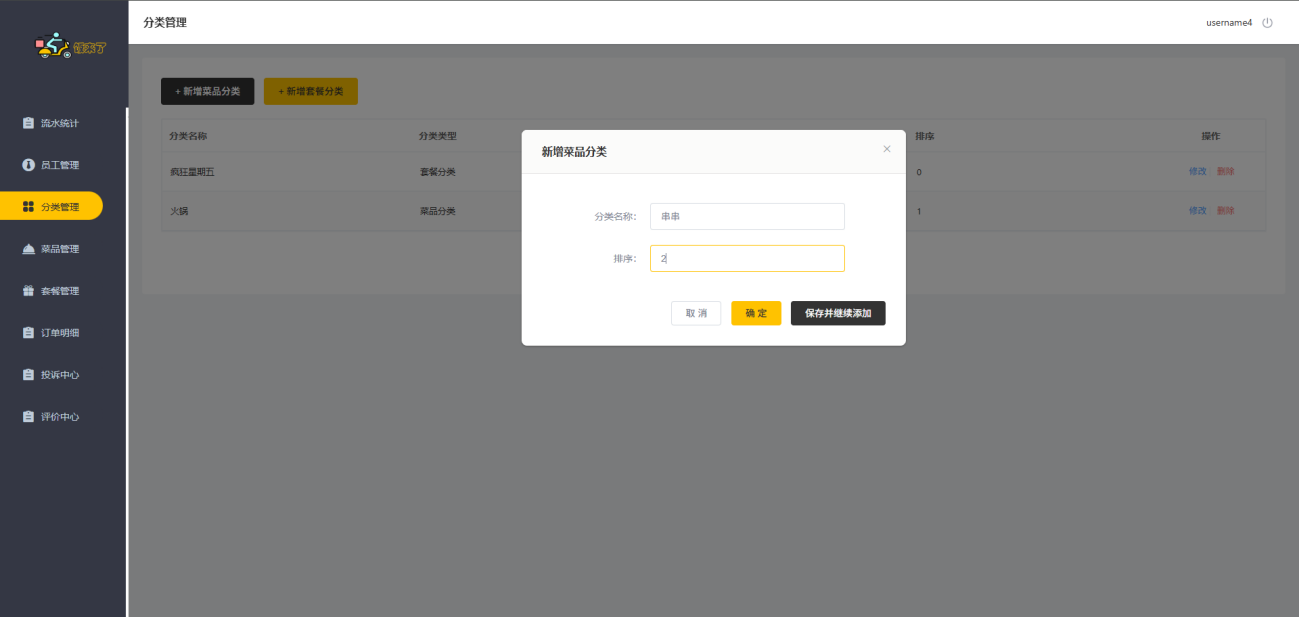 分类管理
username4
饿来了
+ 新增菜品分类
+ 新增套餐分类
流水统计
员工管理
分类管理
菜品管理
套餐管理
订单明细
投诉中心
评价中心
分类名称
分类类型
排序
操作
疯狂星期五
套餐分类
0
修改
删除
火锅
菜品分类
1
修改
删除
新增菜品分类
×
分类名称:
串串
排序:
2
取 消
确 定
保存并继续添加